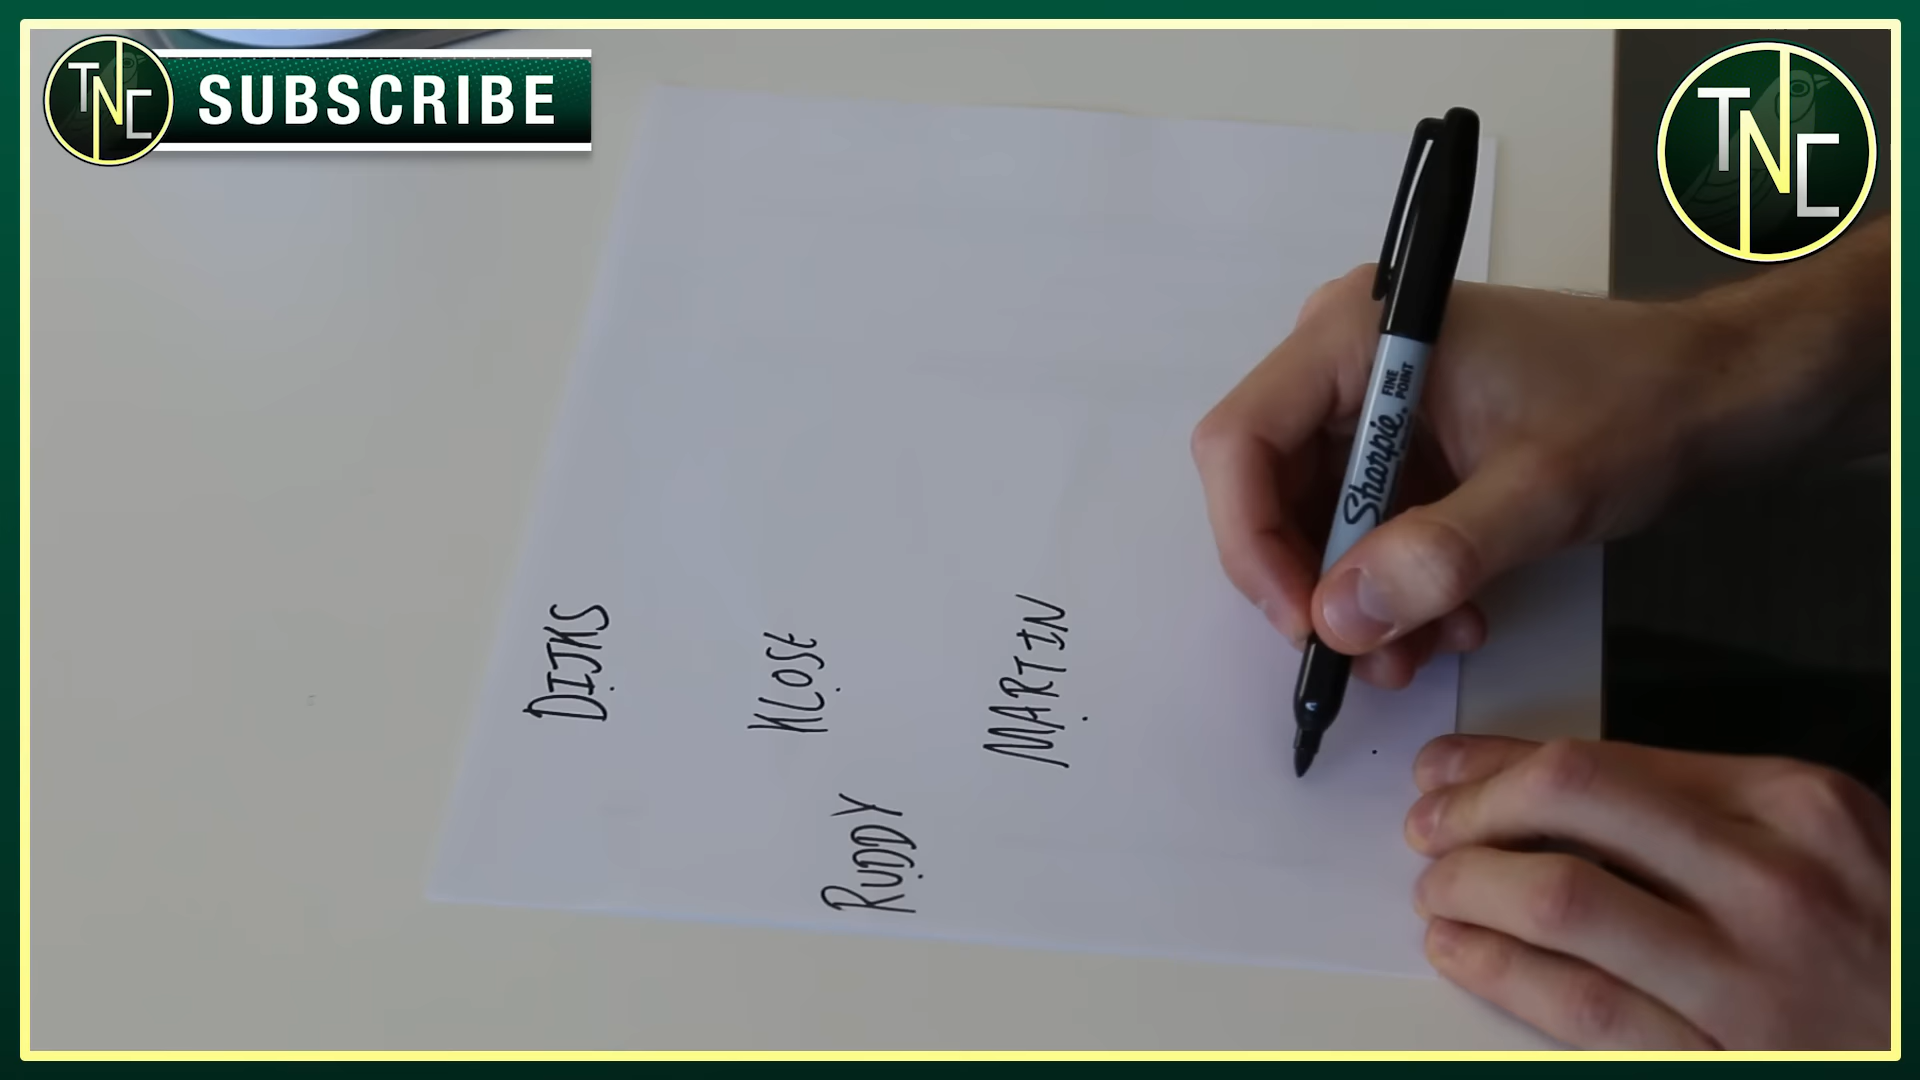 SUBSCRIBE
TNC
TNC
DIJKS
KLOSE
MARTIN
RUDDY
Sharpie
FINE
POINT